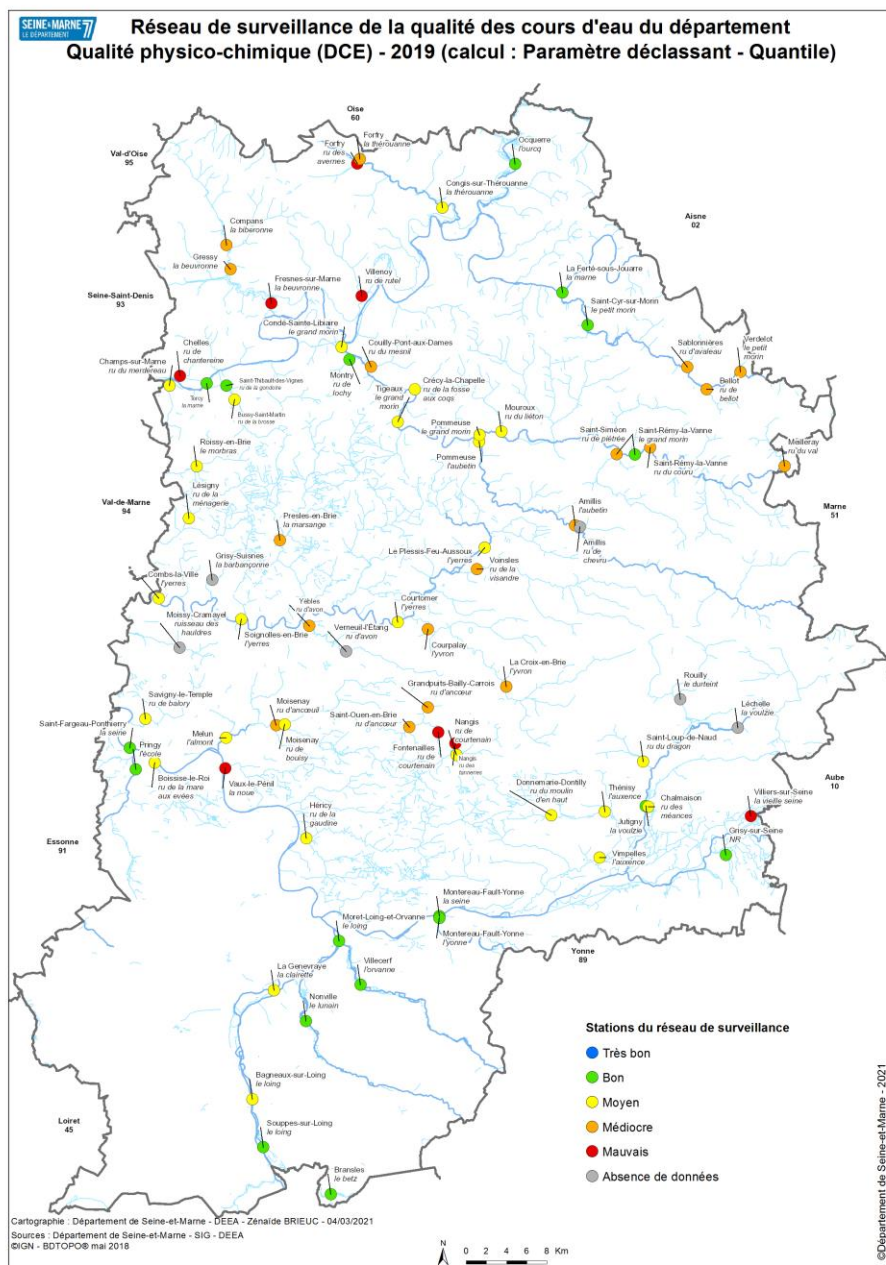 SEINE&MARNE 77
LE DÉPARTEMENT
Réseau de surveillance de la qualité des cours d'eau du département
Qualité physico-chimique (DCE) - 2019 (calcul : Paramètre déclassant - Quantile)
Oise
60
Forfry
la thérouanne
Forfry
ru des
avernes
Ocquerre
l'ourcq
Val-d'Oise
95
Congis-sur-Thérouanne
la thérouanne
Aisne
02
Compans
la biberonne
Gressy
la beuvronne
Fresnes-sur-Marne
la beuvronne
Villenoy
ru de rutel
La Ferté-sous-Jouarre
la marne
Seine-Saint-Denis
93
Saint-Cyr-sur-Morin
le petit morin
Condé-Sainte-Libiaire
le grand morin
Chelles
ru de
chantereine
Couilly-Pont-aux-Dames
ru du mesnil
Sablonnières
ru d'avaleau
Verdelot
le petit
morin
Champs-sur-Marne
ru du merdereau
Saint-Thibault-des-Vignes
ru de la gondoire
Torcy
la marne
Bussy-Saint-Martin
ru de la brosse
Montry
ru de
lochy
Tigeaux
le grand
morin
Crécy-la-Chapelle
ru de la fosse
aux coqs
Bellot
ru de
bellot
Pommeuse
le grand morin
Mouroux
ru du liéton
Roissy-en-Brie
le morbras
Pommeuse
l'aubetin
Saint-Siméon
ru de piétrée
Saint-Rémy-la-Vanne
le grand morin
Saint-Rémy-la-Vanne
ru du couru
Meilleray
ru du val
Lésigny
ru de la
ménagerie
Val-de-Marne
94
Marne
51
Presles-en-Brie
la marsange
Amillis
l'aubetin
Amillis
ru de
chevru
Le Plessis-Feu-Aussoux
l'yerres
Voinsles
ru de la
visandre
Grisy-Suisnes
la barbançonne
Combs-la-Ville
l'yerres
Moissy-Cramayel
ruisseau des
hauldres
Soignolles-en-Brie
l'yerres
Yèbles
ru d'avon
Verneuil-l'Étang
ru d'avon
Courtomer
l'yerres
Courpalay
l'yvron
La Croix-en-Brie
l'yvron
Grandpuits-Bailly-Carrois
ru d'ancœur
Rouilly
le durteint
Léchelle
la voulzie
Savigny-le-Temple
ru de balory
Saint-Fargeau-Ponthierry
la seine
Moisenay
ru d'ancœuil
Saint-Ouen-en-Brie
ru d'ancœur
Nangis
ru de
courtenain
Pringy
l'école
Melun
l'almont
Moisenay
ru de
bouisy
Fontenailles
ru de
courtenain
Nangis
ru des
tanneries
Saint-Loup-de-Naud
ru du dragon
Boissise-le-Roi
ru de la mare
aux evées
Vaux-le-Pénil
la noue
Donnemarie-Dontilly
ru du moulin
d'en haut
Thénisy
l'auxence
Chalmaison
ru des
méances
Jutigny
la voulzie
Villiers-sur-Seine
la vieille seine
Aube
10
Héricy
ru de la
gaudine
Grisy-sur-Seine
NR
Essonne
91
Vimpelles
l'auxence
Montereau-Fault-Yonne
la seine
Montereau-Fault-Yonne
l'yonne
Moret-Loing-et-Orvanne
le loing
Yonne
89
Villecerf
l'orvanne
La Genevraye
la clairette
Nonville
le lunain
Bagneaux-sur-Loing
le loing
Souppes-sur-Loing
le loing
Loiret
45
Bransles
le betz
Stations du réseau de surveillance
Très bon
Bon
Moyen
Médiocre
Mauvais
Absence de données
Cartographie : Département de Seine-et-Marne - DEEA - Zénaïde BRIEUC - 04/03/2021
Sources : Département de Seine-et-Marne - SIG - DEEA
©IGN - BDTOPO® mai 2018
N
0 2 4 6 8 Km
©Département de Seine-et-Marne - 2021